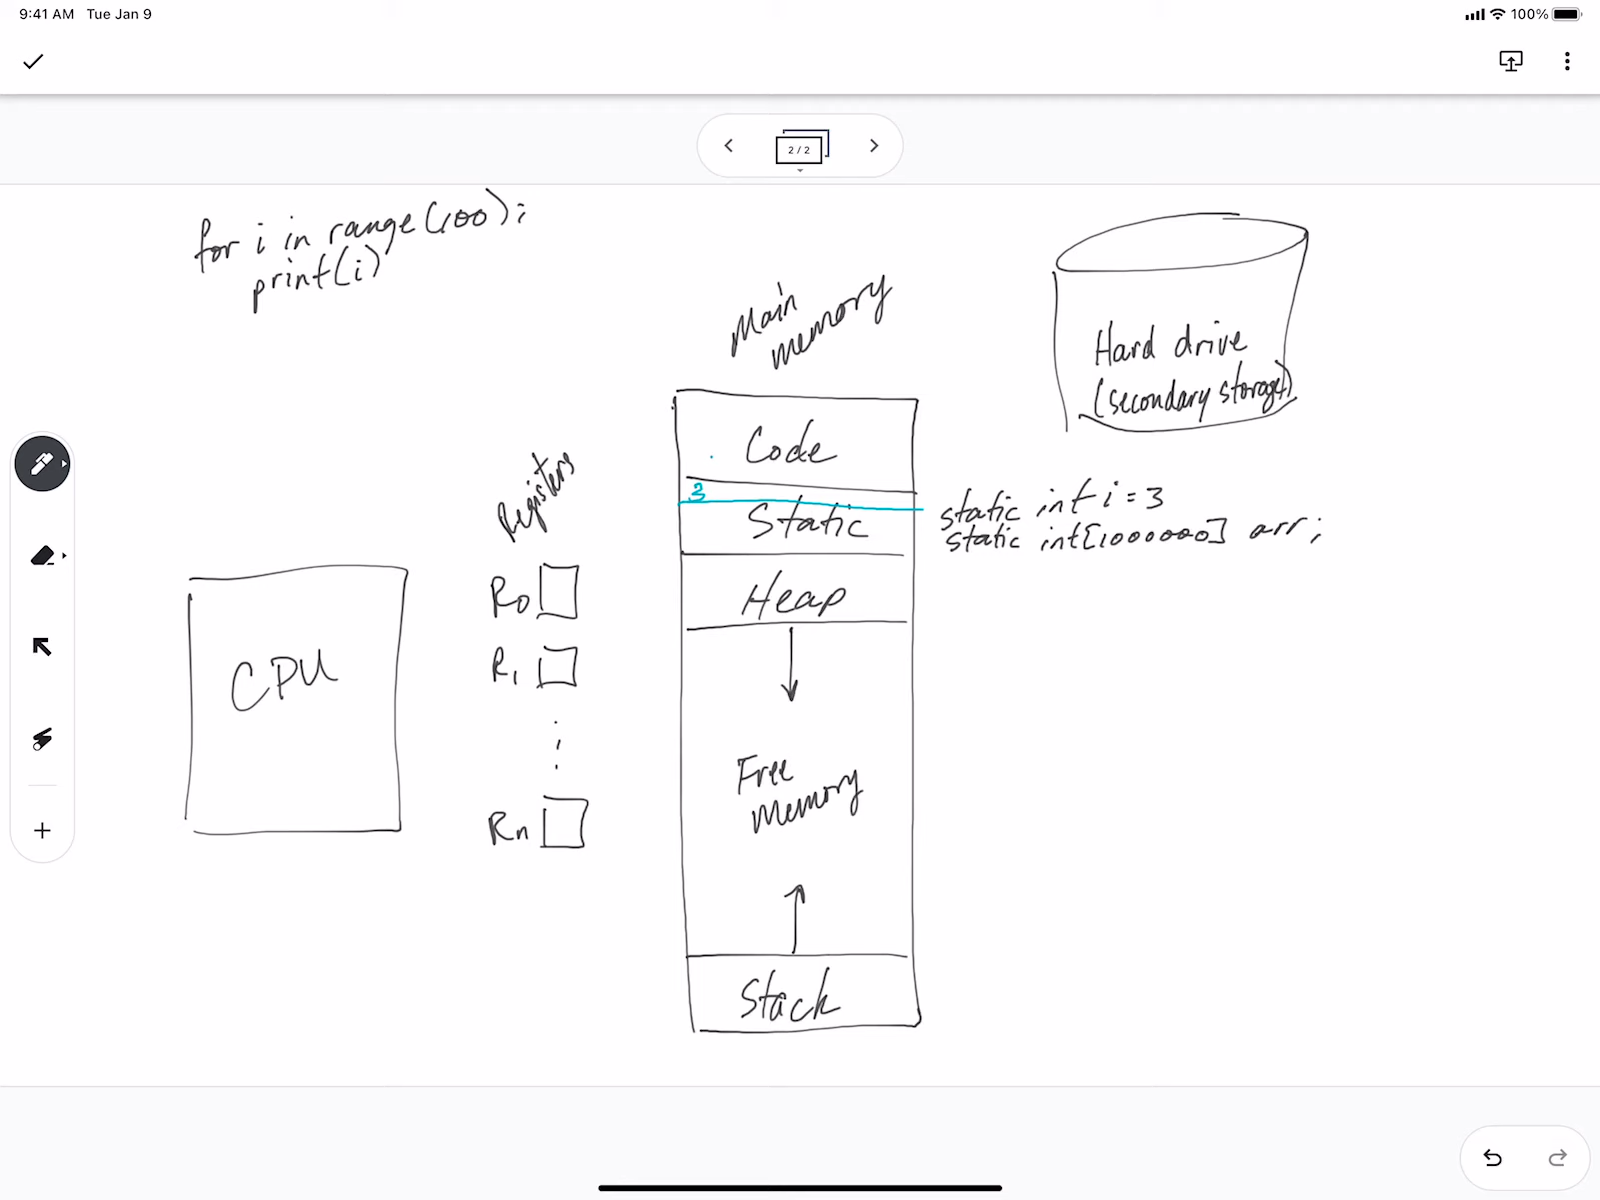 9:41 AM Tue Jan 9
100%
2 / 2
for i in range(100):
print(i)
Main
memory
Hard drive
(secondary storage)
Code
3
Static
static int i = 3
static int[1000000] arr;
Registers
R0
Heap
R1
CPU
Free
memory
Rn
Stack